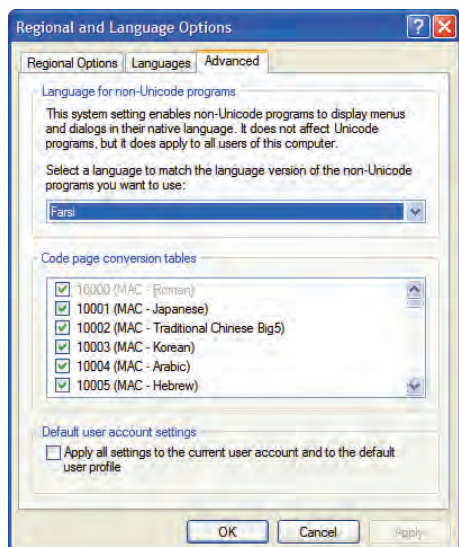 Regional and Language Options
Regional Options Languages Advanced
Language for non-Unicode programs
This system setting enables non-Unicode programs to display menus
and dialogs in their native language. It does not affect Unicode
programs, but it does apply to all users of this computer.
Select a language to match the language version of the non-Unicode
programs you want to use:
Farsi
Code page conversion tables
10000 (MAC - Roman)
10001 (MAC - Japanese)
10002 (MAC - Traditional Chinese Big5)
10003 (MAC - Korean)
10004 (MAC - Arabic)
10005 (MAC - Hebrew)
Default user account settings
Apply all settings to the current user account and to the default
user profile
OK Cancel Apply